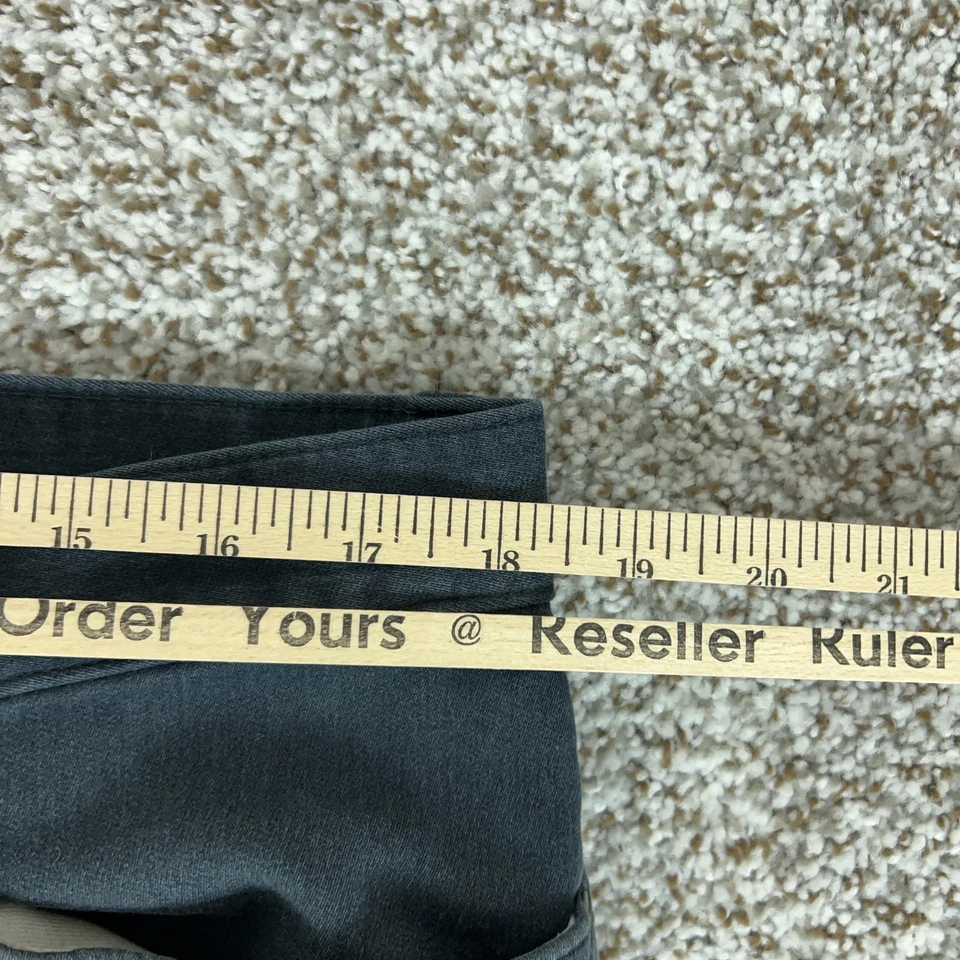 15 16 17 18 19 20 21
Order Yours @ Reseller Ruler